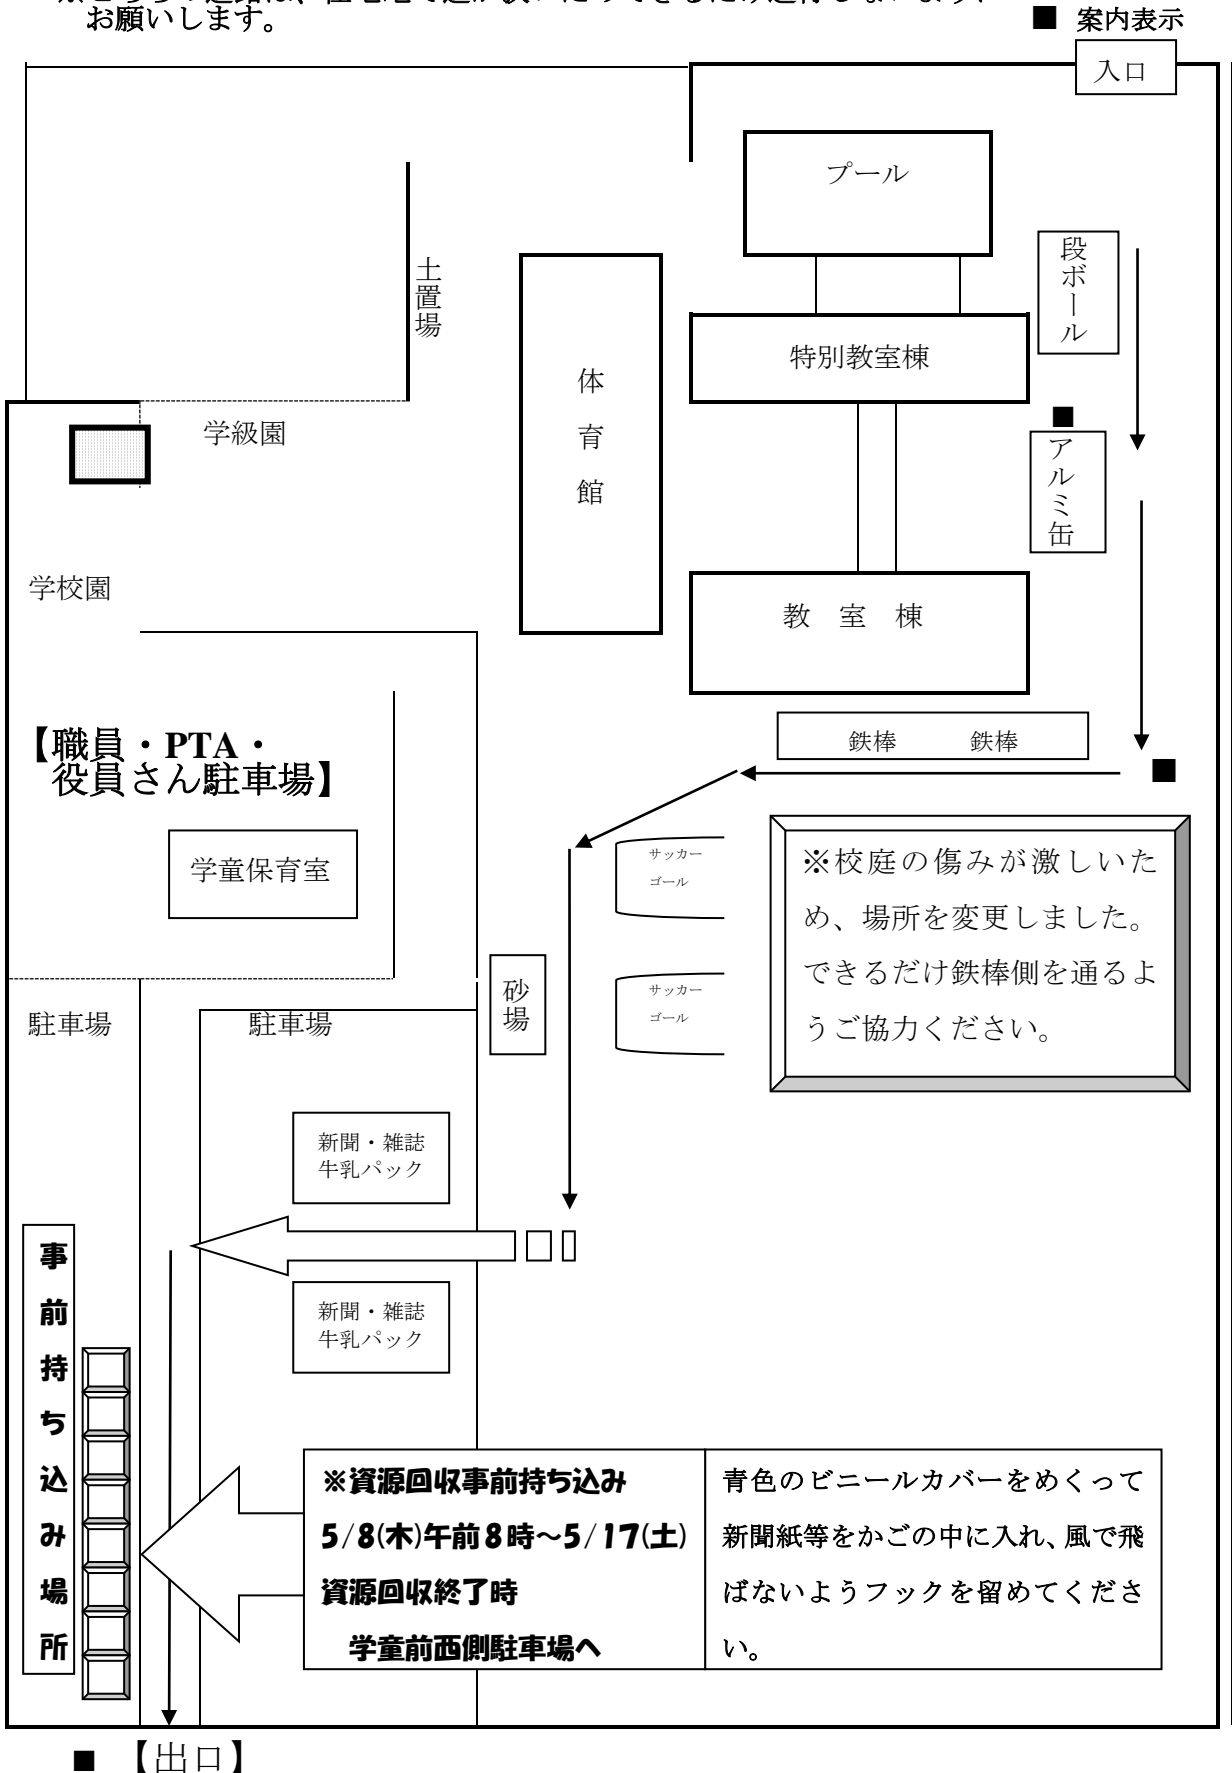 お願いします。
■ 案内表示
入口
プール
段ボール
土置場
特別教室棟
体育館
学級園
アルミ缶
学校園
教 室 棟
鉄棒 鉄棒
【職員・PTA・
役員さん駐車場】
学童保育室
サッカー
ゴール
※校庭の傷みが激しいた
め、場所を変更しました。
できるだけ鉄棒側を通るよ
うご協力ください。
砂場
サッカー
ゴール
駐車場
駐車場
新聞・雑誌
牛乳パック
事前持ち込み場所
新聞・雑誌
牛乳パック
※資源回収事前持ち込み
5/8(木)午前8時～5/17(土)
資源回収終了時
学童前西側駐車場へ
青色のビニールカバーをめくって
新聞紙等をかごの中に入れ、風で飛
ばないようフックを留めてくださ
い。
■ 【出口】